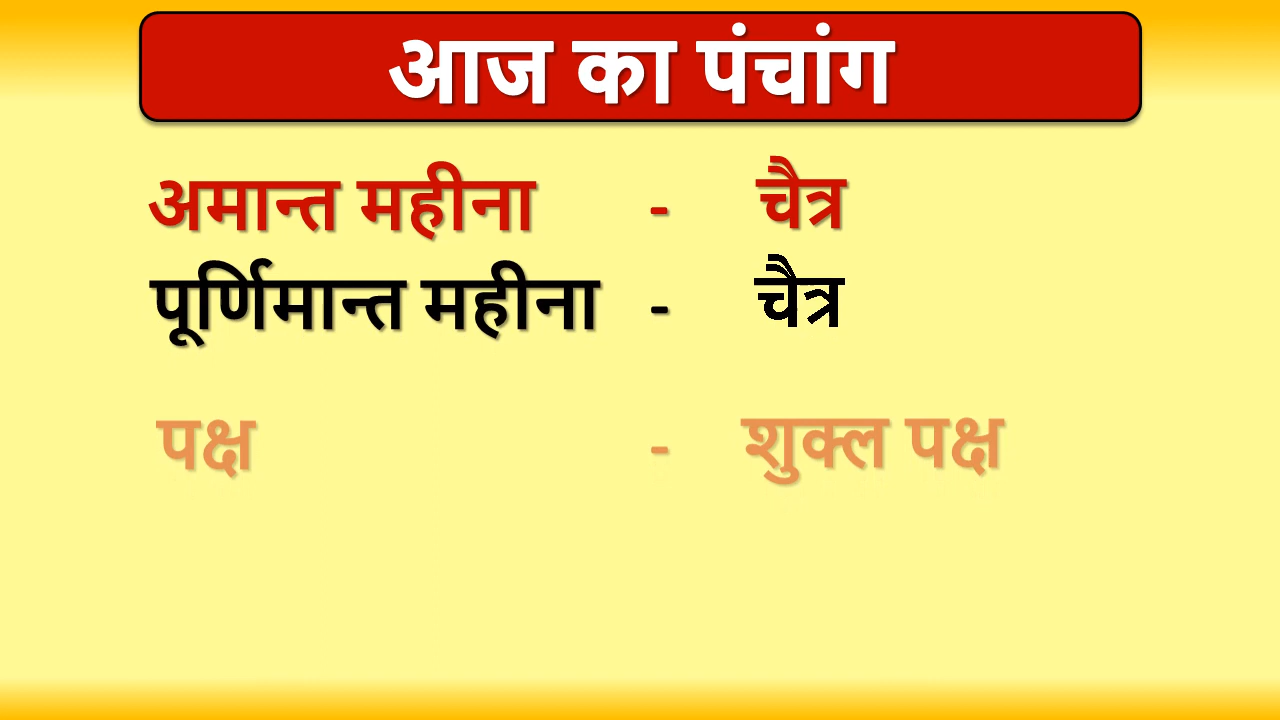 आज का पंचांग
अमान्त महीना - चैत्र
पूर्णिमान्त महीना - चैत्र
पक्ष - शुक्ल पक्ष